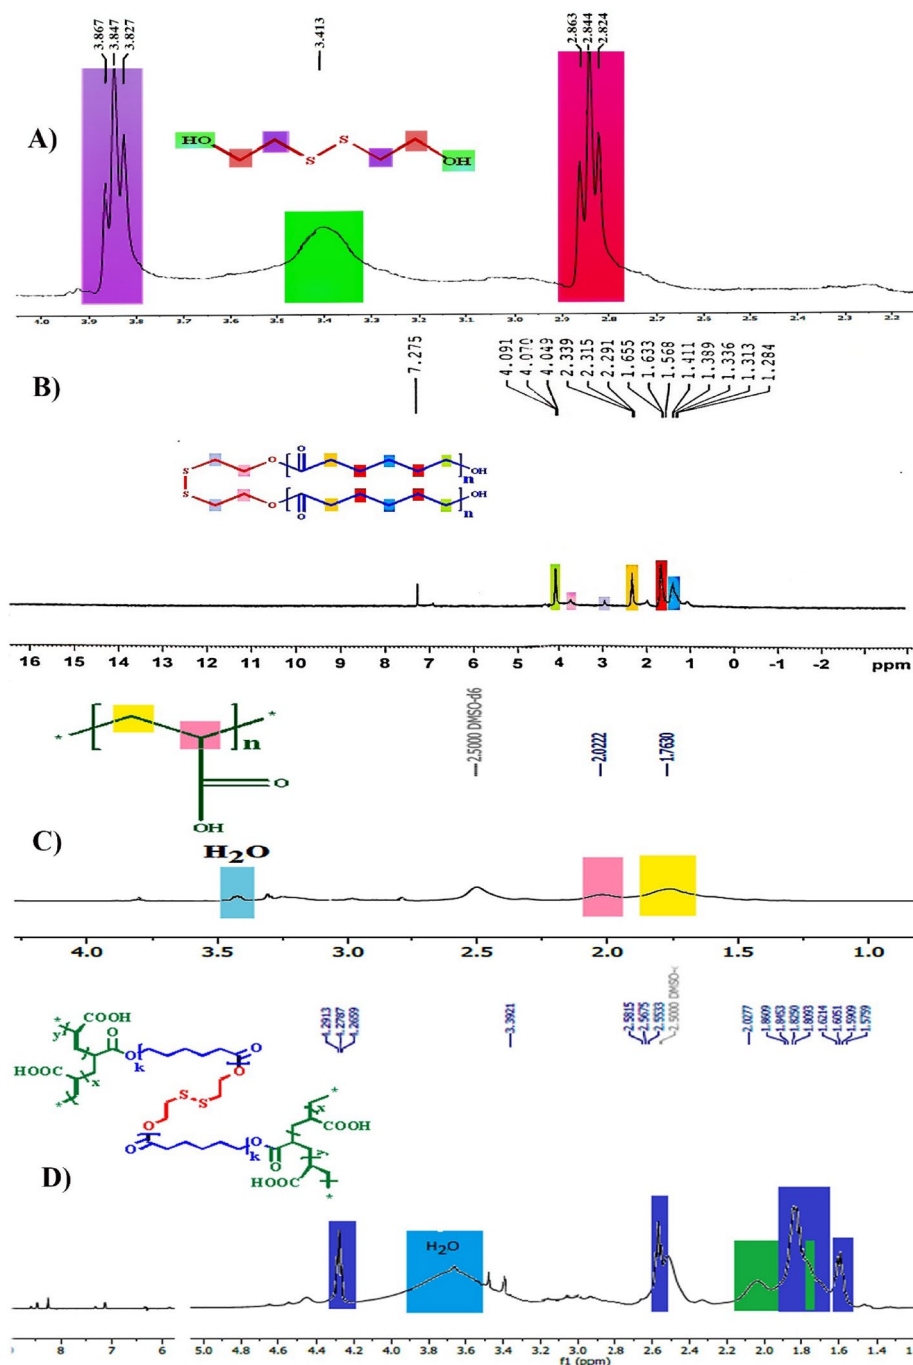 A)
3.867
3.847
3.827
3.413
2.863
2.844
2.824
HO
S
S
OH
4.0 3.9 3.8 3.7 3.6 3.5 3.4 3.3 3.2 3.1 3.0 2.9 2.8 2.7 2.6 2.5 2.4 2.3 2.2
B)
7.275
4.091
4.070
4.049
2.339
2.315
2.291
1.655
1.633
1.568
1.411
1.389
1.336
1.313
1.284
O
O OH
n
S
S
O OH
O n
16 15 14 13 12 11 10 9 8 7 6 5 4 3 2 1 0 -1 -2 ppm
C)
* [ ] n *
O
OH
2.5000 DMSO-d6
2.0222
1.7630
H2O
4.0 3.5 3.0 2.5 2.0 1.5 1.0
D)
4.2913
4.2787
4.2659
3.3921
2.5815
2.5675
2.5533
2.5000 DMSO-d
2.0277
1.8609
1.8453
1.8250
1.8093
1.6214
1.6051
1.5909
1.5759
* COOH
y O
O O
HOOC x k O
* S-S
O *
O x
O k O COOH
O
HOOC *
H2O
8 7 6 5.0 4.8 4.6 4.4 4.2 4.0 3.8 3.6 3.4 3.2 3.0 2.8 2.6 2.4 2.2 2.0 1.8 1.6 1.4 1.2
f1 (ppm)